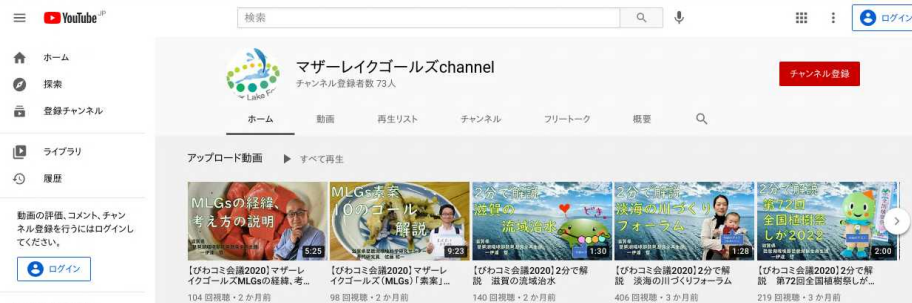 YouTube JP
検索
ログイン
ホーム
探索
登録チャンネル
ライブラリ
履歴
動画の評価、コメント、チャン
ネル登録を行うにはログインし
てください。
ログイン
マザーレイクゴールズchannel
チャンネル登録者数 73人
チャンネル登録
ホーム 動画 再生リスト チャンネル フリートーク 概要
アップロード動画 すべて再生
MLGsの経緯、
考え方の説明
5:25
【びわコミ会議2020】マザーレ
イクゴールズMLGsの経緯、考...
104 回視聴・2 か月前
MLGs素案
10のゴール
解説
9:23
【びわコミ会議2020】マザーレ
イクゴールズ(MLGs)「素案」...
98 回視聴・2 か月前
2分で解説
滋賀の
流域治水
ドキ
1:30
【びわコミ会議2020】2分で解
説 滋賀の流域治水
140 回視聴・2 か月前
2分で解説
淡海の川づくり
フォーラム
1:28
【びわコミ会議2020】2分で解
説 淡海の川づくりフォーラム
406 回視聴・3 か月前
2分で解説
第72回
全国植樹祭
しが2022
2:00
【びわコミ会議2020】2分で解
説 第72回全国植樹祭しが...
219 回視聴・3 か月前